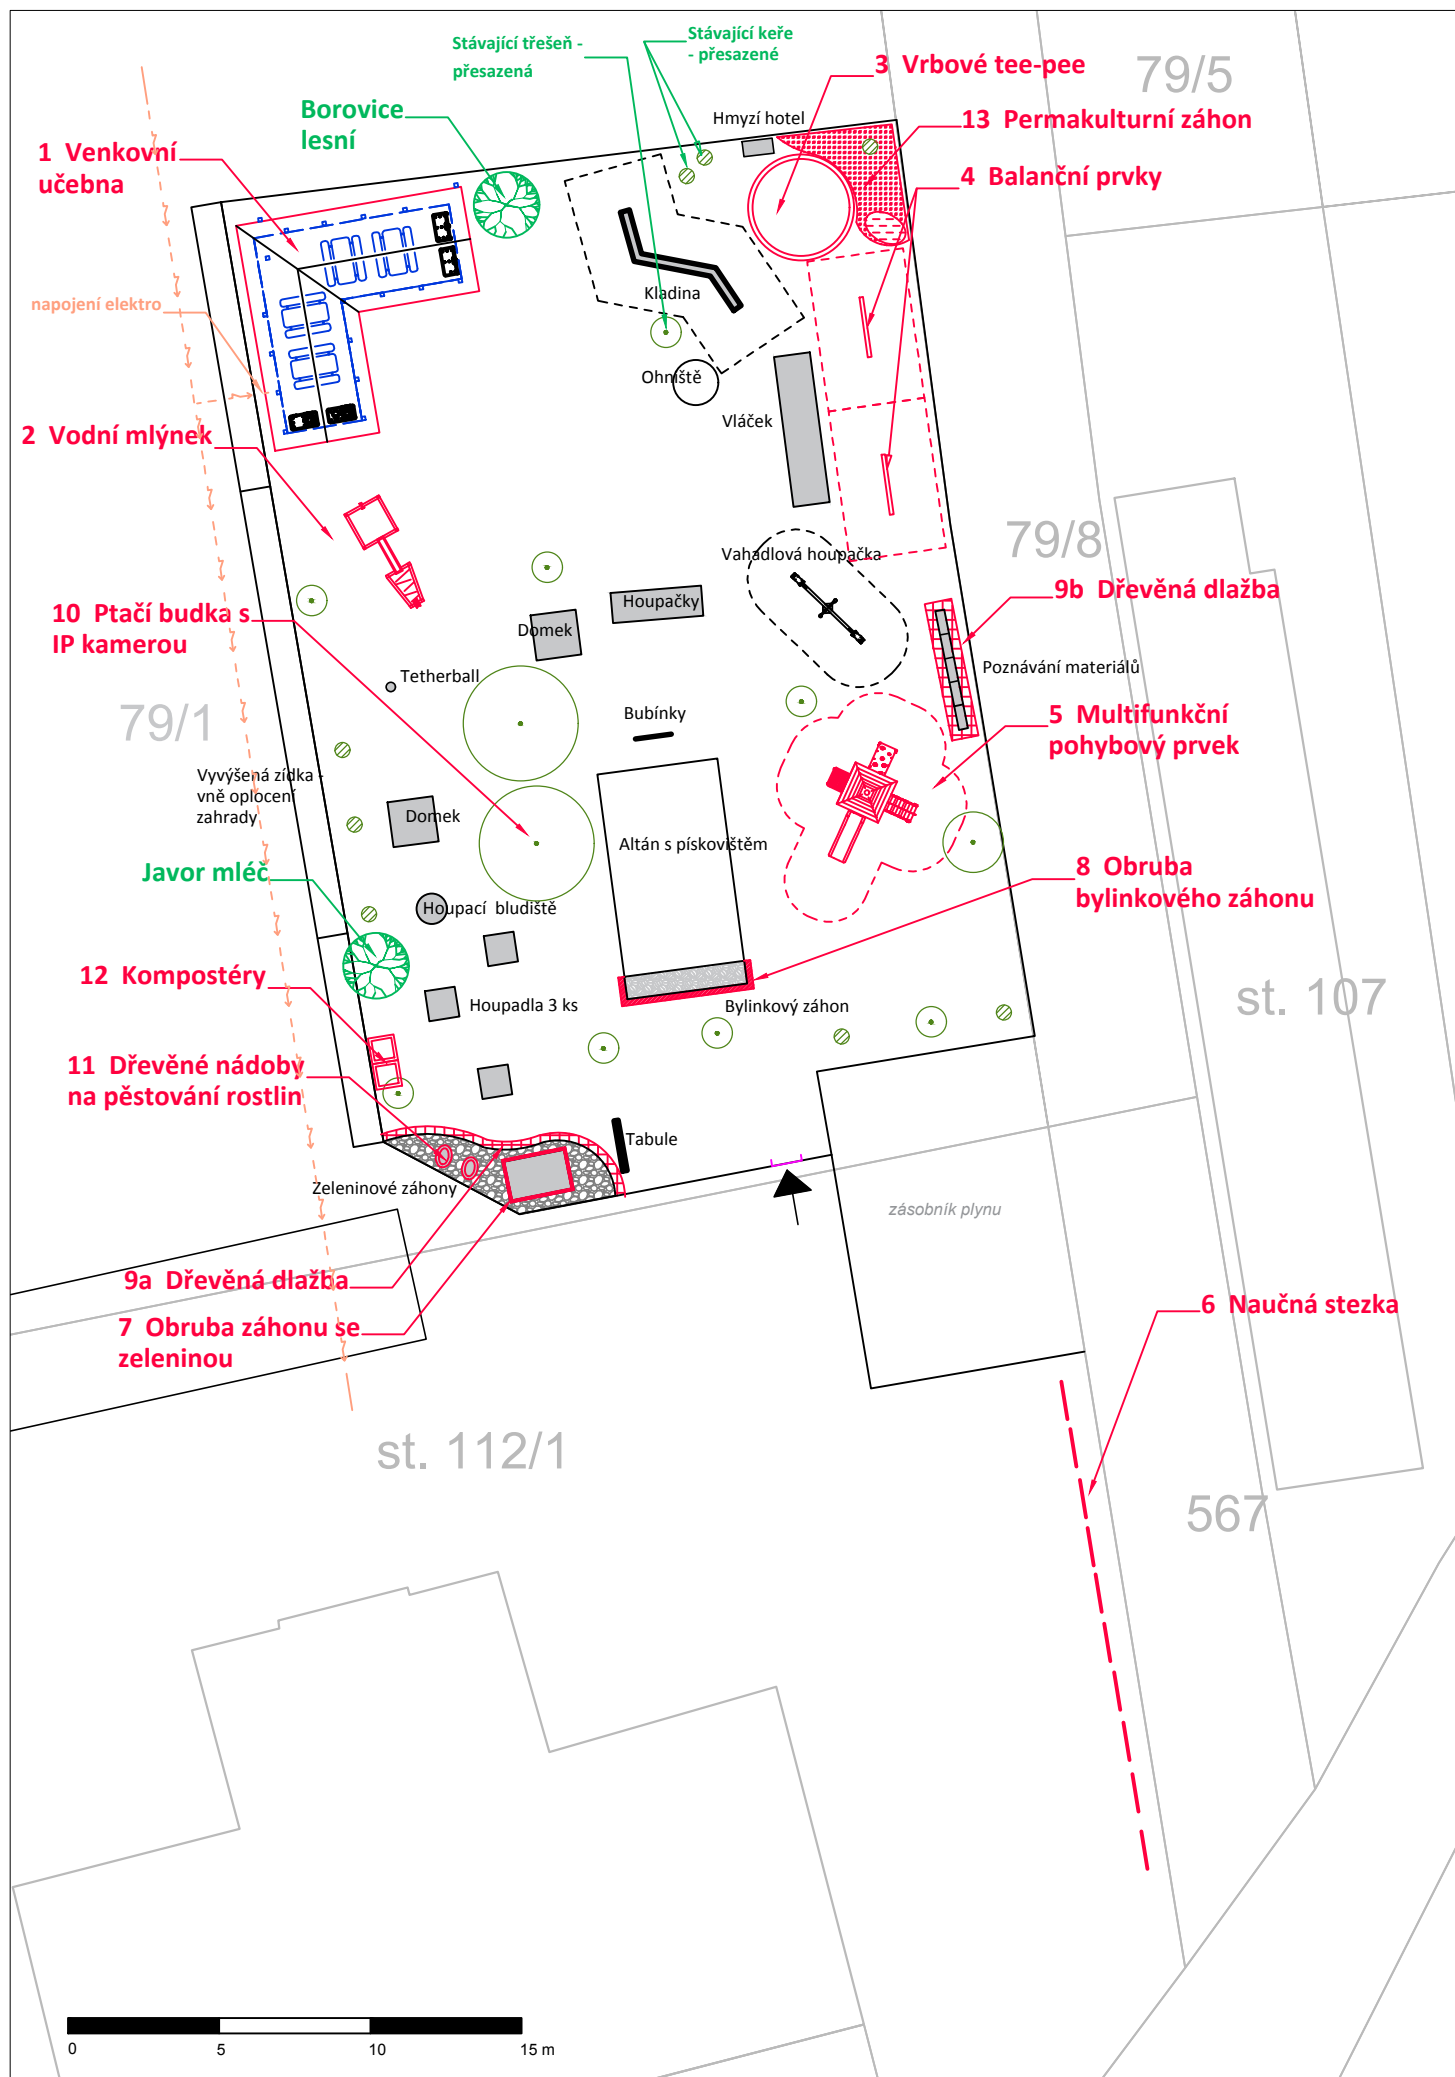 Stávající třešeň -
přesazená
Stávající keře
- přesazené
3  Vrbové tee-pee
79/5
Borovice
lesní
Hmyzí hotel
13  Permakulturní záhon
1  Venkovní
učebna
4  Balanční prvky
napojení elektro
Kladina
Ohniště
Vláček
2  Vodní mlýnek
79/8
Vahadlová houpačka
9b  Dřevěná dlažba
10  Ptačí budka s
IP kamerou
Houpačky
Domek
Tetherball
Poznávání materiálů
79/1
Bubínky
5  Multifunkční
pohybový prvek
Vyvýšená zídka -
vně oplocení
zahrady
Domek
Altán s pískovištěm
Javor mléč
8  Obruba
bylinkového záhonu
Houpací  bludiště
12  Kompostéry
Houpadla 3 ks
Bylinkový záhon
st. 107
11  Dřevěné nádoby
na pěstování rostlin
Tabule
Zeleninové záhony
zásobník plynu
9a  Dřevěná dlažba
6  Naučná stezka
7  Obruba záhonu se
zeleninou
st. 112/1
567
0
5
10
15 m